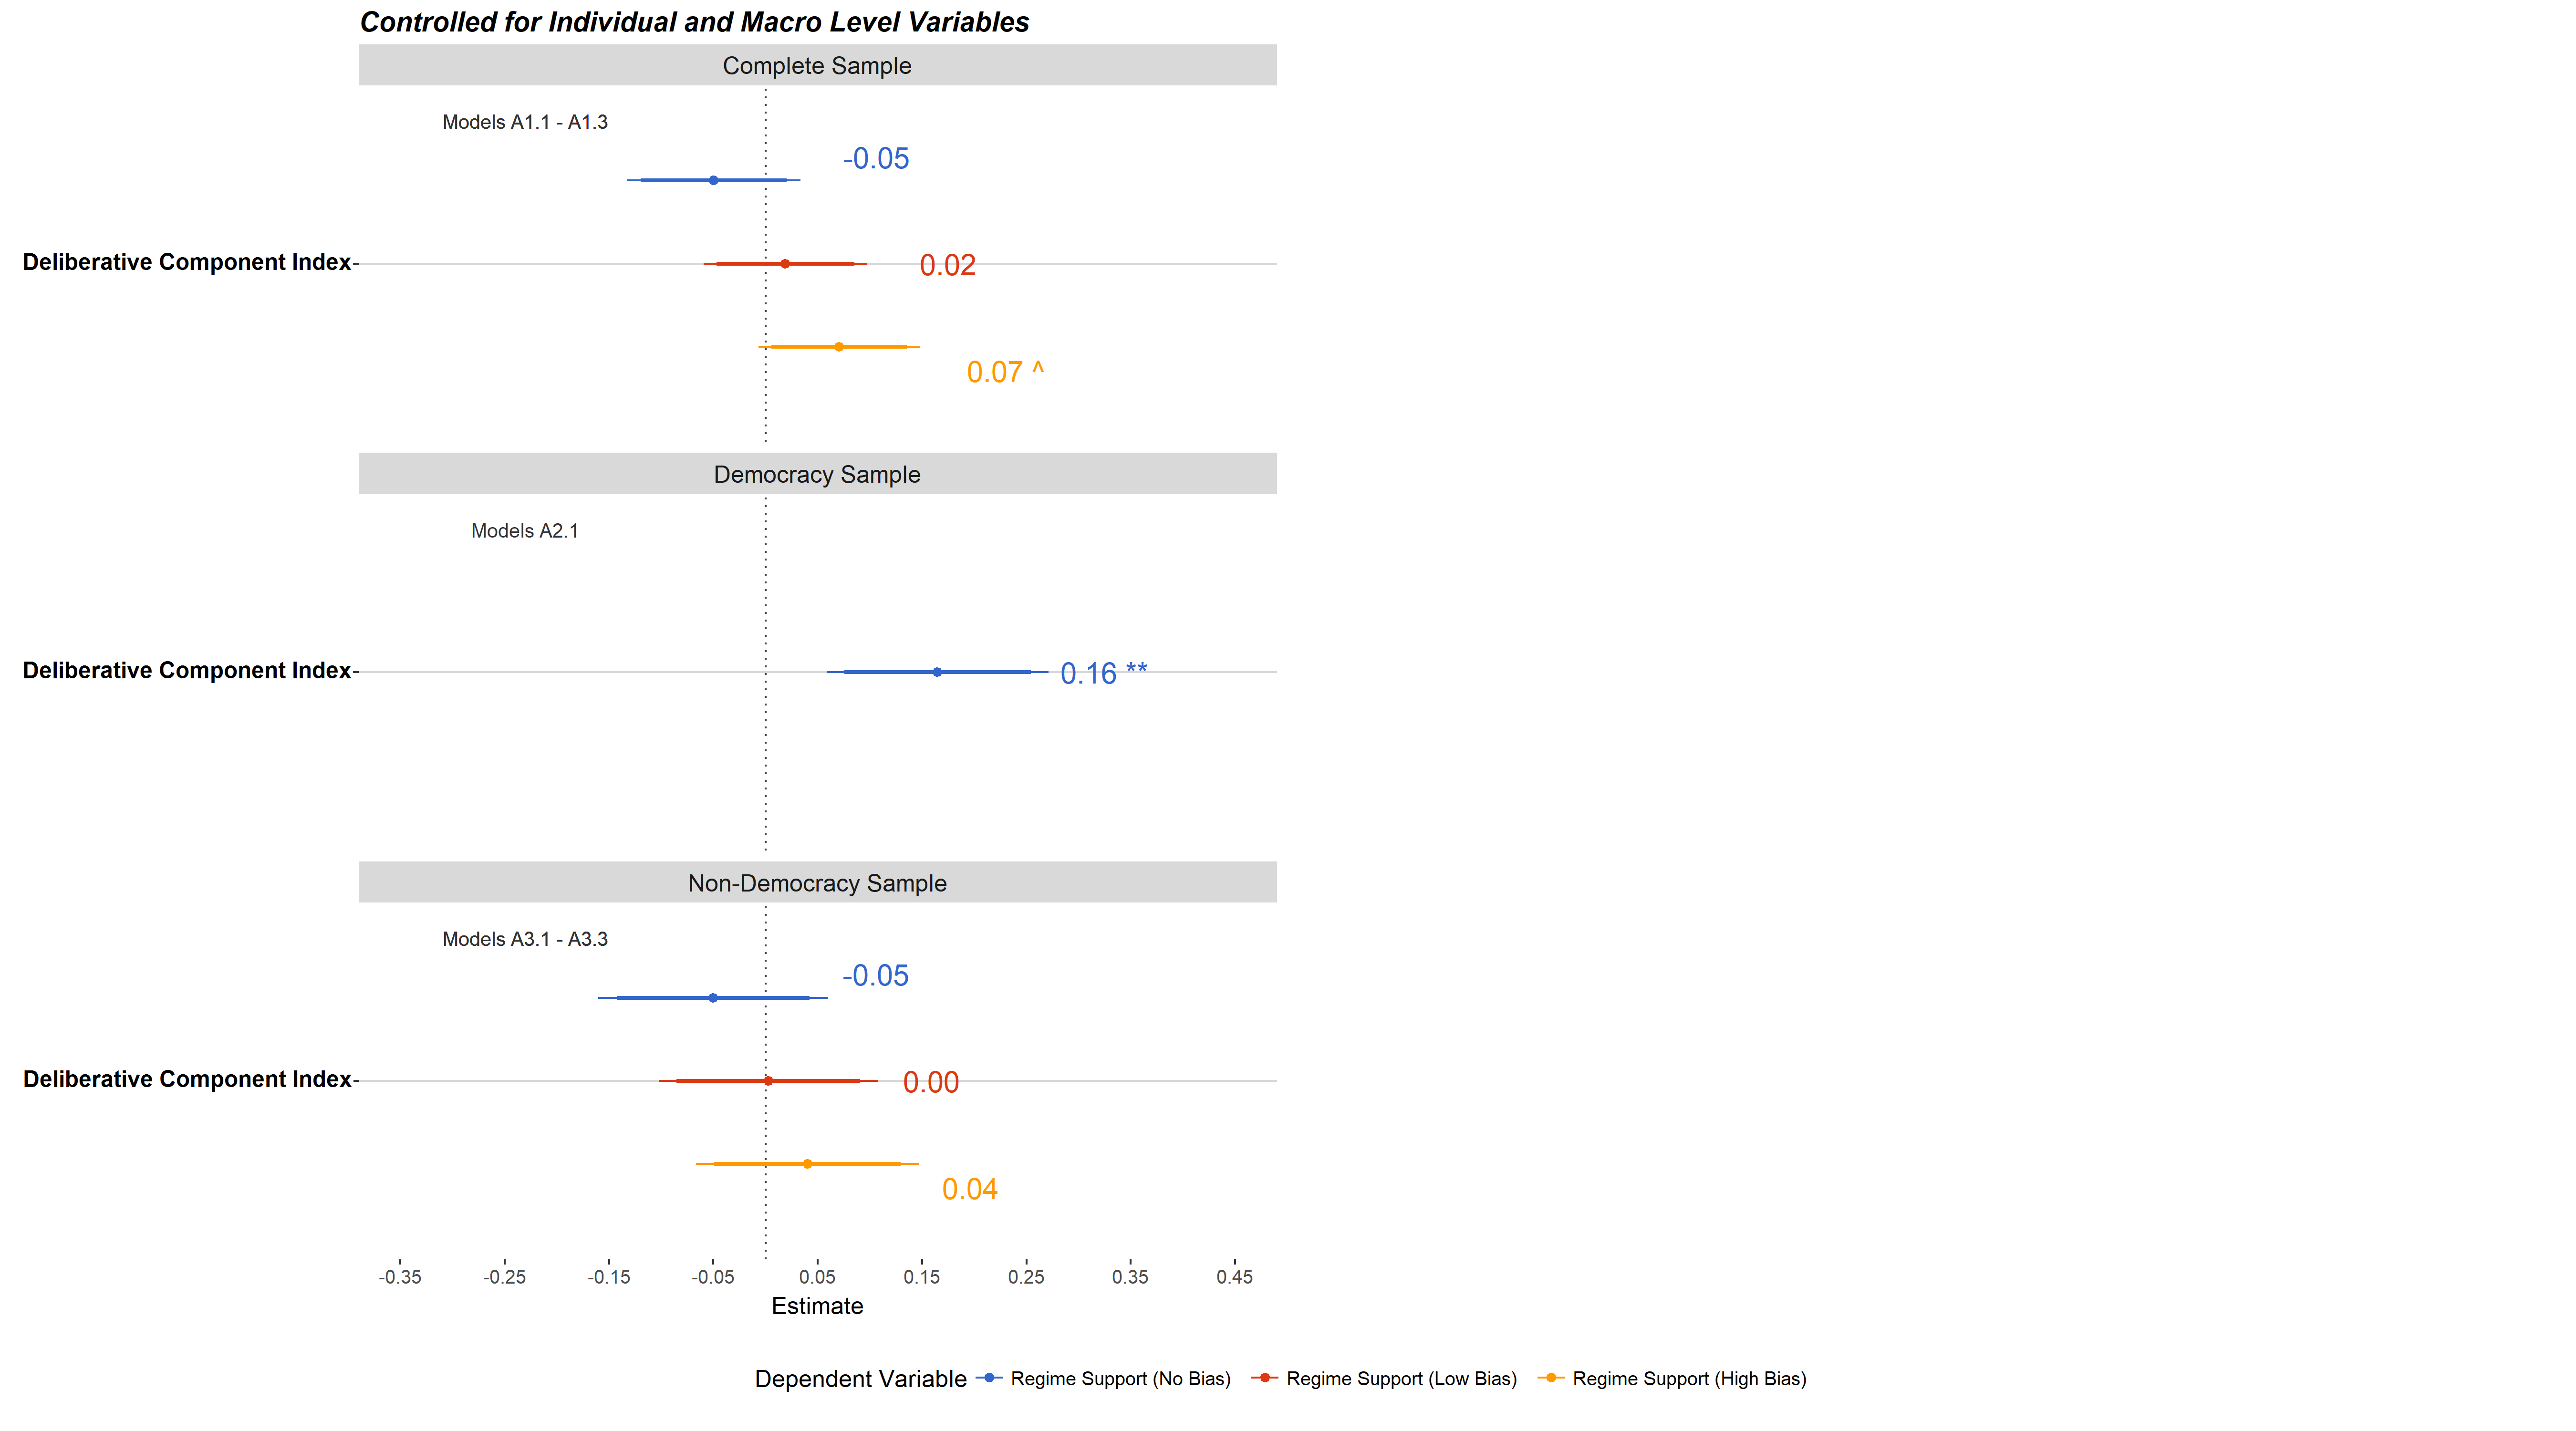 Controlled for Individual and Macro Level Variables
Complete Sample
Models A1.1 - A1.3
-0.05
Deliberative Component Index
0.02
0.07 ^
Democracy Sample
Models A2.1
Deliberative Component Index
0.16 **
Non-Democracy Sample
Models A3.1 - A3.3
-0.05
Deliberative Component Index
0.00
0.04
-0.35 -0.25 -0.15 -0.05 0.05 0.15 0.25 0.35 0.45
Estimate
Dependent Variable Regime Support (No Bias) Regime Support (Low Bias) Regime Support (High Bias)